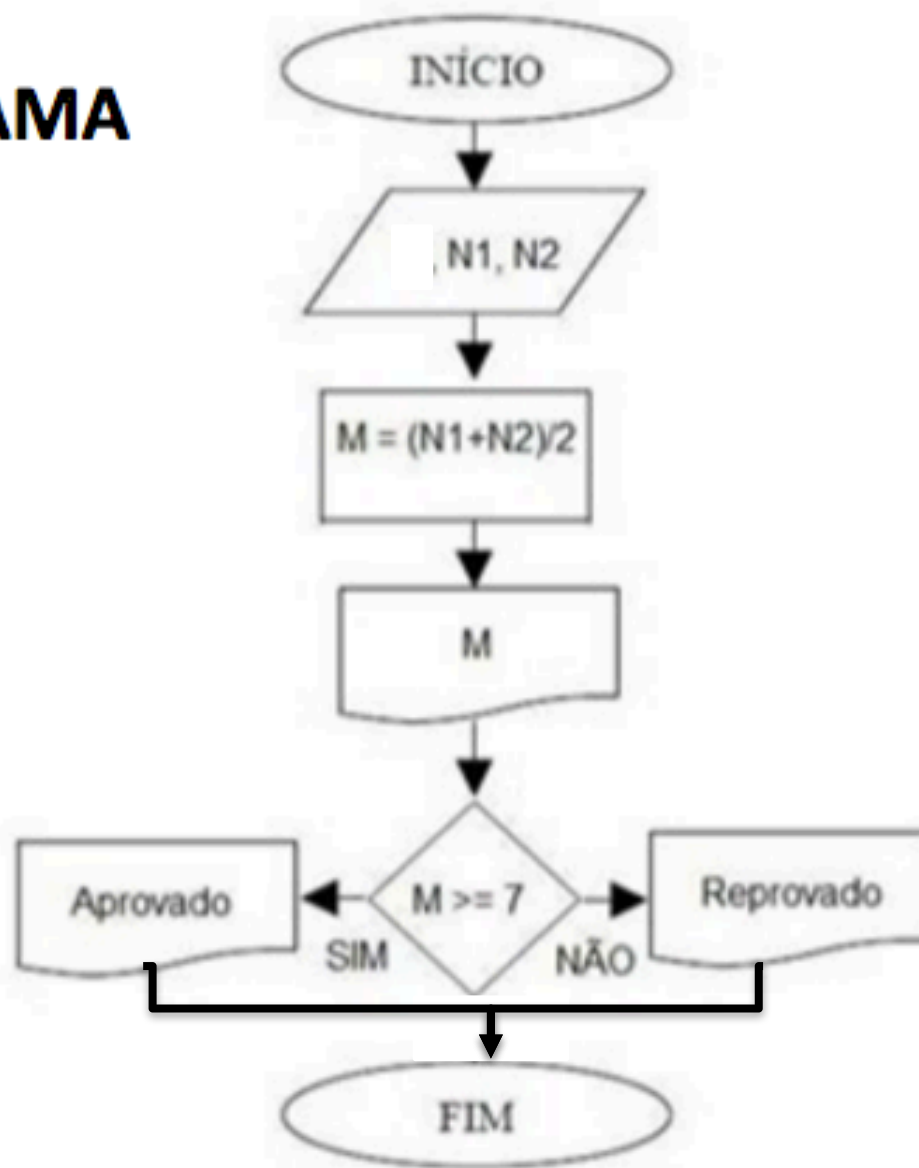 AMA
INÍCIO
, N1, N2
M = (N1+N2)/2
M
M >= 7
Aprovado
SIM
NÃO
Reprovado
FIM